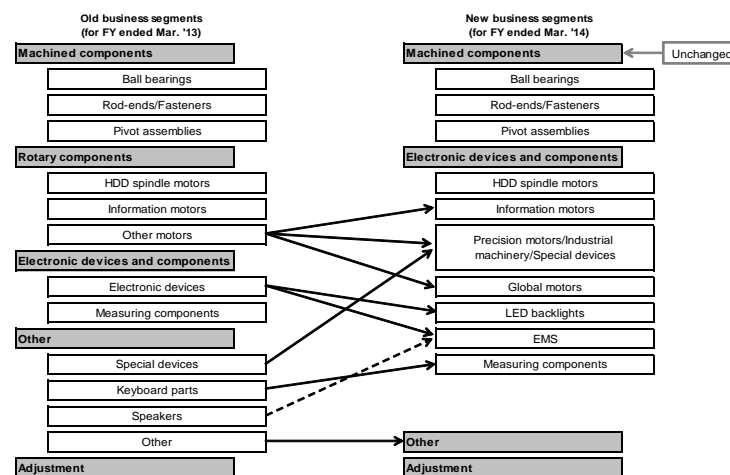 Old business segments
(for FY ended Mar. '13)
Machined components
Ball bearings
Rod-ends/Fasteners
Pivot assemblies
Rotary components
HDD spindle motors
Information motors
Other motors
Electronic devices and components
Electronic devices
Measuring components
Other
Special devices
Keyboard parts
Speakers
Other
Adjustment
New business segments
(for FY ended Mar. '14)
Machined components
Unchanged
Ball bearings
Rod-ends/Fasteners
Pivot assemblies
Electronic devices and components
HDD spindle motors
Information motors
Precision motors/Industrial
machinery/Special devices
Global motors
LED backlights
EMS
Measuring components
Other
Adjustment